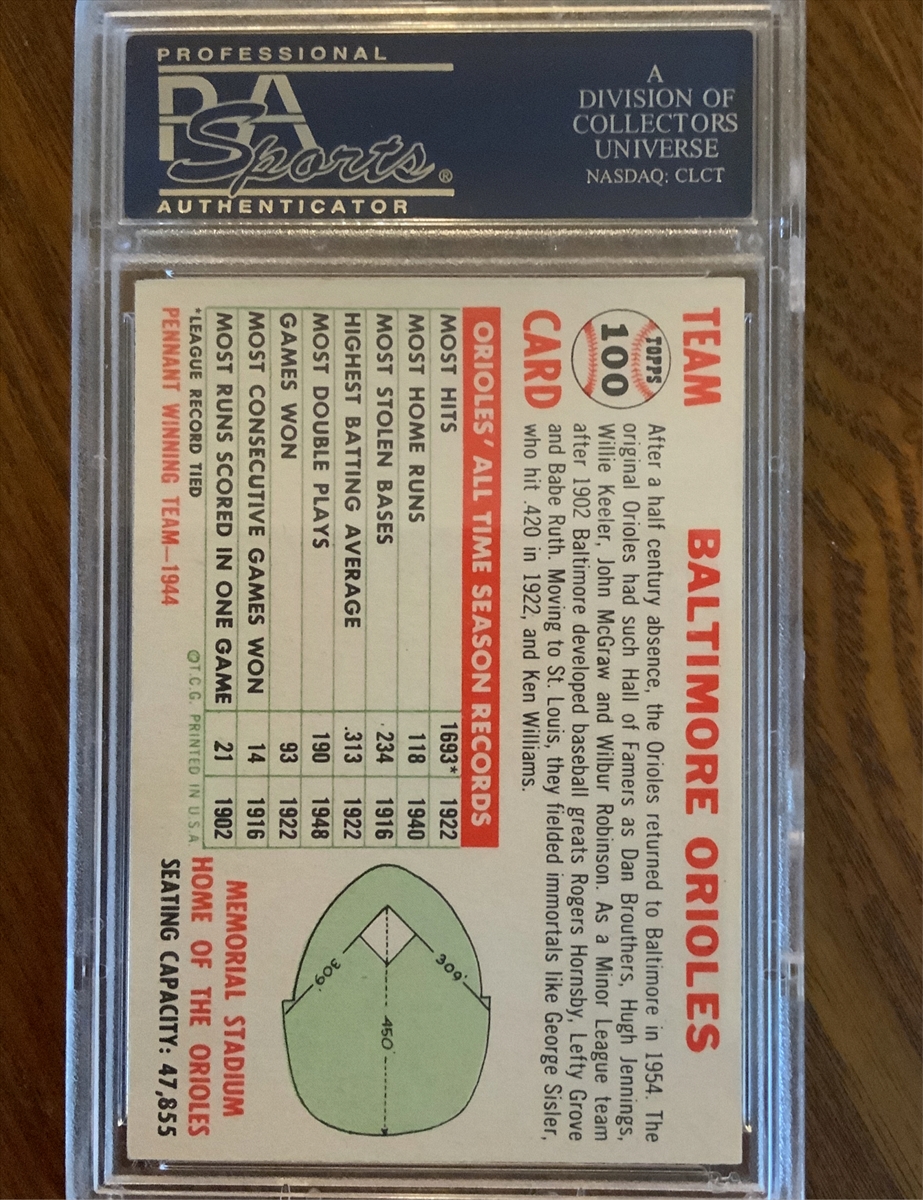 PROFESSIONAL
PSA
Sports®
AUTHENTICATOR
A
DIVISION OF
COLLECTORS
UNIVERSE
NASDAQ: CLCT
TEAM
TOPPS
100
CARD
BALTIMORE ORIOLES
After a half century absence, the Orioles returned to Baltimore in 1954. The
original Orioles had such Hall of Famers as Dan Brouthers, Hugh Jennings,
Willie Keeler, John McGraw and Wilbur Robinson. As a Minor League team
after 1902 Baltimore developed baseball greats Rogers Hornsby, Lefty Grove
and Babe Ruth. Moving to St. Louis, they fielded immortals like George Sisler,
who hit .420 in 1922, and Ken Williams.
ORIOLES' ALL TIME SEASON RECORDS
MOST HITS 1693* 1922
MOST HOME RUNS 118 1940
MOST STOLEN BASES 234 1916
HIGHEST BATTING AVERAGE .313 1922
MOST DOUBLE PLAYS 190 1948
GAMES WON 93 1922
MOST CONSECUTIVE GAMES WON 14 1916
MOST RUNS SCORED IN ONE GAME 21 1902
*LEAGUE RECORD TIED
©T.C.G. PRINTED IN U.S.A.
PENNANT WINNING TEAM—1944
309'
450'
309'
MEMORIAL STADIUM
HOME OF THE ORIOLES
SEATING CAPACITY: 47,855